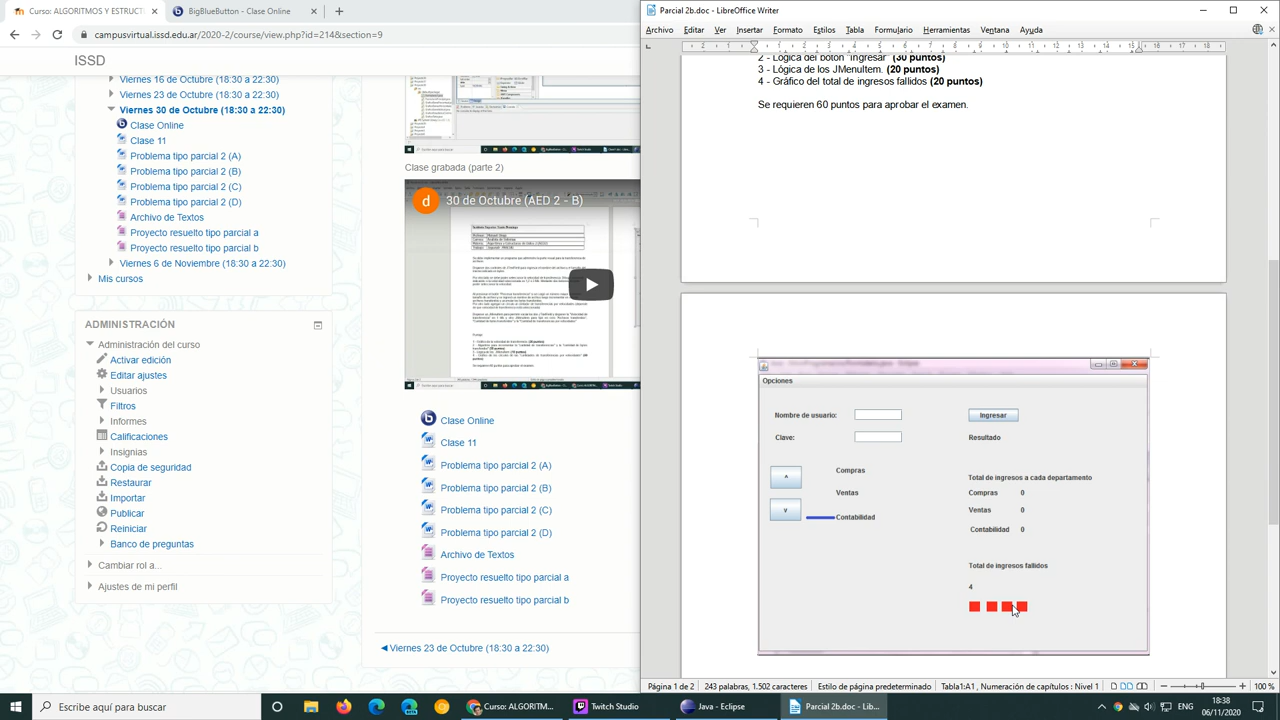 Curso: ALGORITMOS Y ESTRUCT
BigBlueButton - Clase Online
campusvirtual.issd.edu.ar/2020-2/course/view.php?id=214&section=9
ISSD
Viernes 16 de Octubre (18:30 a 22:30)
Viernes 23 de Octubre (18:30 a 22:30)
Clase Online
Clase 11
Problema tipo parcial 2 (A)
Problema tipo parcial 2 (B)
Problema tipo parcial 2 (C)
Problema tipo parcial 2 (D)
Archivo de Textos
Proyecto resuelto tipo parcial a
Proyecto resuelto tipo parcial b
Viernes 6 de Noviembre (18:30 a 22:30)
Mis cursos
ADMINISTRACIÓN
Administración del curso
Activar edición
Editar ajustes
Usuarios
Filtros
Informes
Calificaciones
Insignias
Copia de seguridad
Restaurar
Importar
Publicar
Reiniciar
Banco de preguntas
Cambiar rol a...
Ajustes de mi perfil
Clase grabada (parte 2)
d
30 de Octubre (AED 2 - B)
Clase Online
Clase 11
Problema tipo parcial 2 (A)
Problema tipo parcial 2 (B)
Problema tipo parcial 2 (C)
Problema tipo parcial 2 (D)
Archivo de Textos
Proyecto resuelto tipo parcial a
Proyecto resuelto tipo parcial b
◄ Viernes 23 de Octubre (18:30 a 22:30)
Parcial 2b.doc - LibreOffice Writer
Archivo Editar Ver Insertar Formato Estilos Tabla Formulario Herramientas Ventana Ayuda
2 - Lógica del botón "Ingresar" (30 puntos)
3 - Lógica de los JMenuItem. (20 puntos)
4 - Gráfico del total de ingresos fallidos (20 puntos)
Se requieren 60 puntos para aprobar el examen.
Opciones
Nombre de usuario:
Ingresar
Clave:
Resultado
Compras
Ventas
Contabilidad
Total de ingresos a cada departamento
Compras 0
Ventas 0
Contabilidad 0
Total de ingresos fallidos
4
Página 1 de 2
243 palabras, 1.502 caracteres
Estilo de página predeterminado
Tabla1:A1 , Numeración de capítulos : Nivel 1
100 %
Escribe aquí para buscar
Curso: ALGORITM...
Twitch Studio
Java - Eclipse
Parcial 2b.doc - Lib...
ENG
18:38
06/11/2020